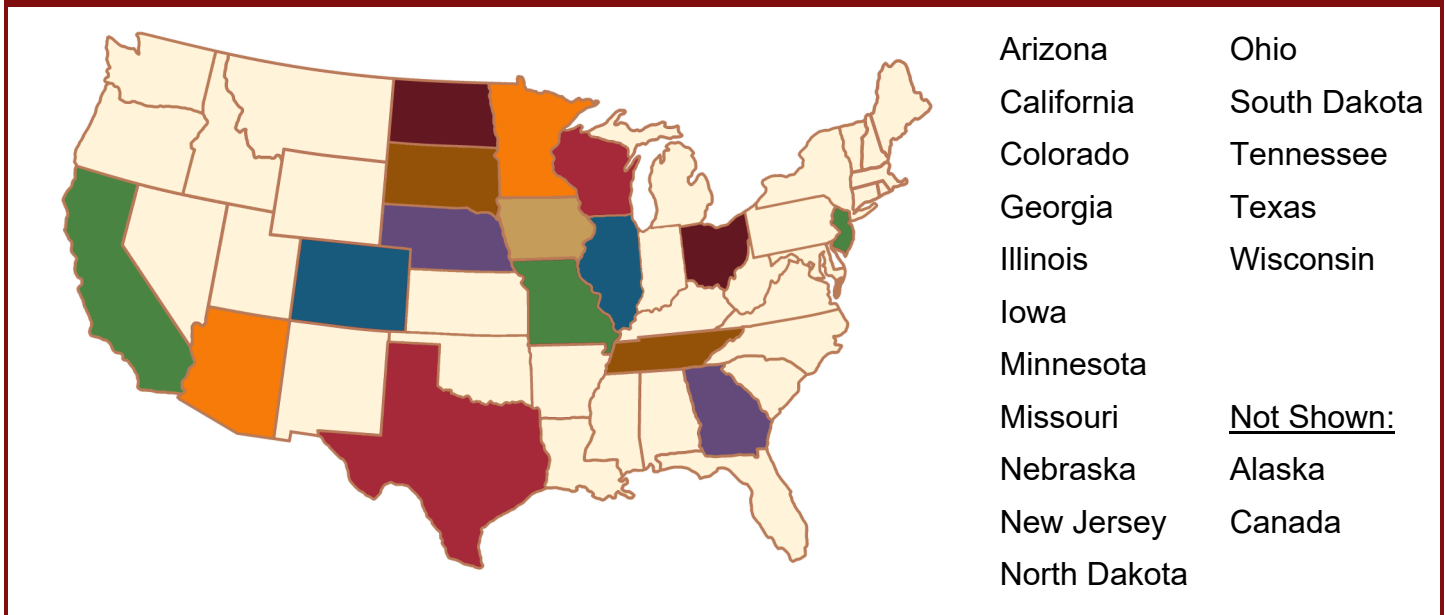 Arizona
California
Colorado
Georgia
Illinois
Iowa
Minnesota
Missouri
Nebraska
New Jersey
North Dakota
Ohio
South Dakota
Tennessee
Texas
Wisconsin
Not Shown:
Alaska
Canada